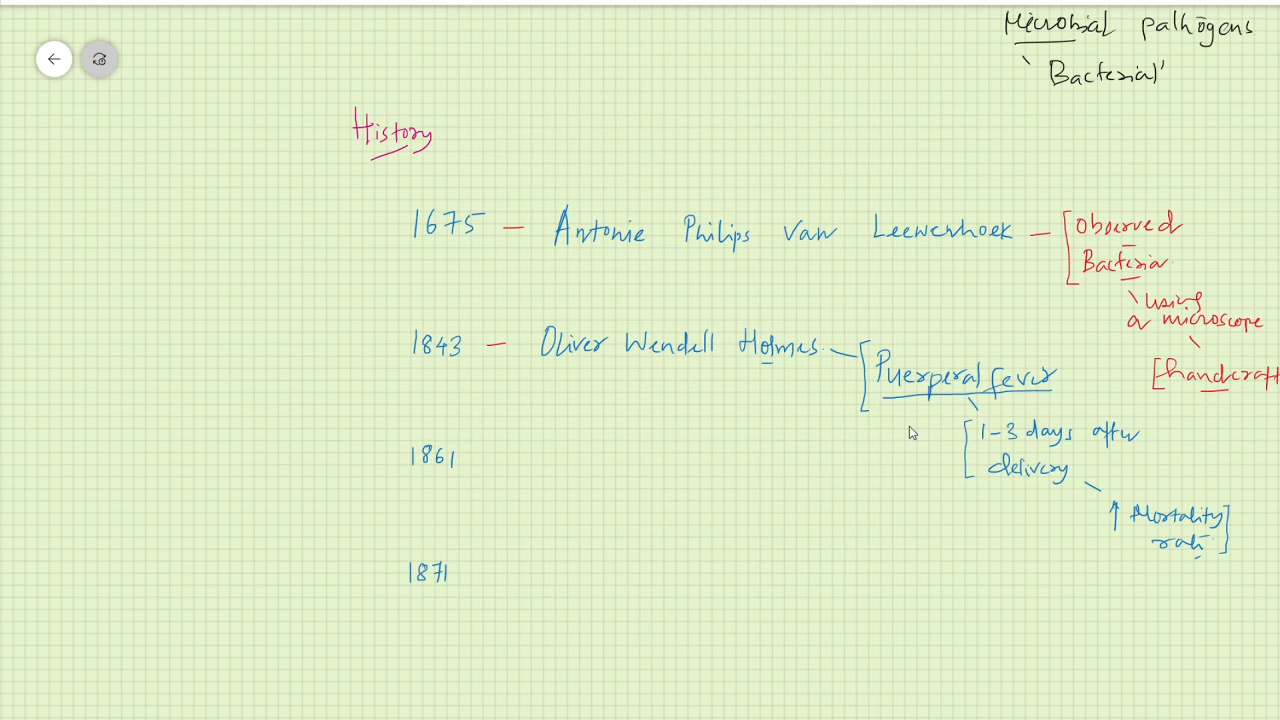 Microbial pathogens
'Bacterial'
History
1675 - Antonie Philips Van Leewenhoek - [Observed
Bacteria.
using
a microscope
[handcraft
1843 - Oliver Wendell Holmes. [Puerperal fever
[1-3 days after
delivery
↑ Mortality
rate]
1861
1871